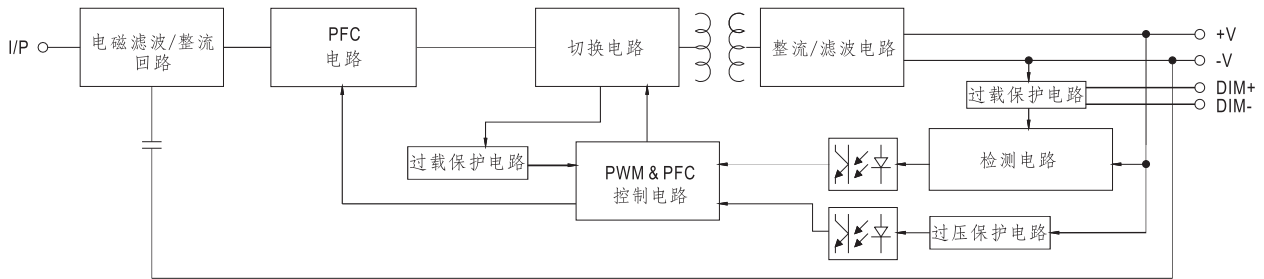 I/P
电磁滤波/整流
回路
PFC
电路
切换电路
整流/滤波电路
+V
-V
DIM+
DIM-
过载保护电路
过载保护电路
PWM & PFC
控制电路
检测电路
过压保护电路